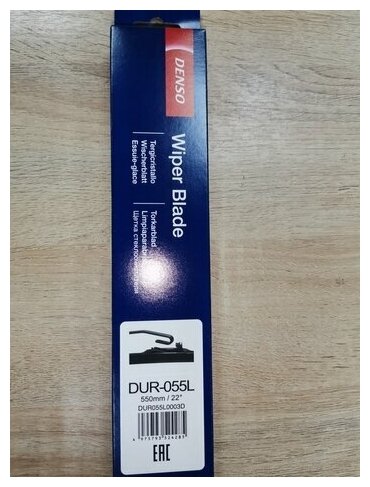 DENSO
Wiper Blade
Tergicristallo
Wischerblatt
Essuie-glace
Torkarblad
Limpiaparabrisas
Щетка стеклоочистителя
DUR-055L
550mm / 22"
DUR055L0003D
EAC